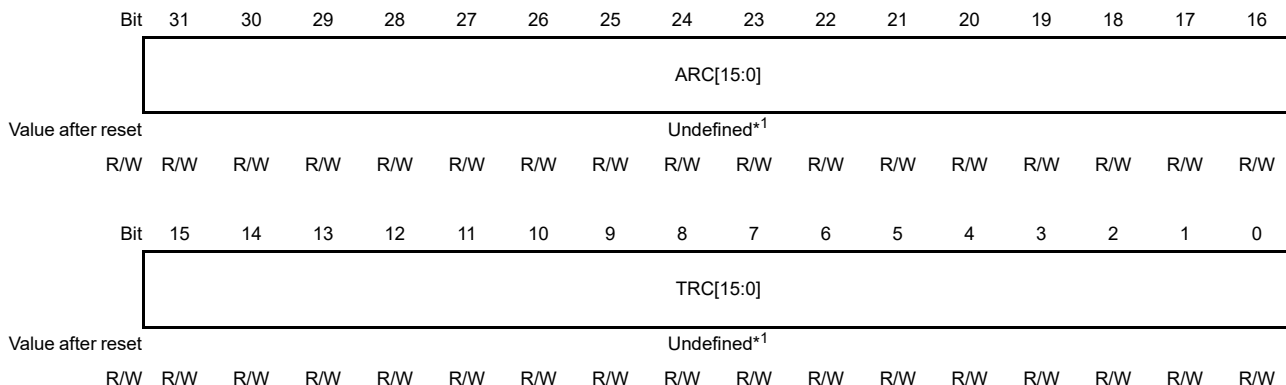 Bit 31 30 29 28 27 26 25 24 23 22 21 20 19 18 17 16
ARC[15:0]
Value after reset Undefined*1
R/W R/W R/W R/W R/W R/W R/W R/W R/W R/W R/W R/W R/W R/W R/W R/W R/W
Bit 15 14 13 12 11 10 9 8 7 6 5 4 3 2 1 0
TRC[15:0]
Value after reset Undefined*1
R/W R/W R/W R/W R/W R/W R/W R/W R/W R/W R/W R/W R/W R/W R/W R/W R/W